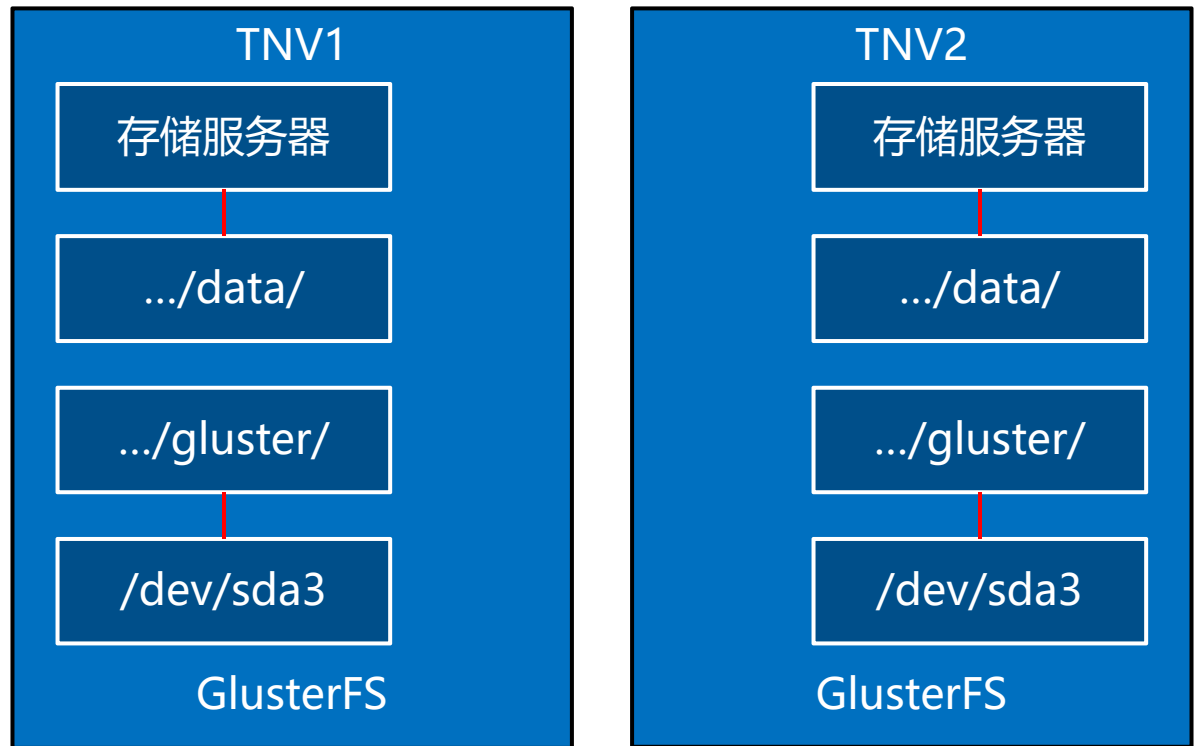 TNV1
存储服务器
.../data/
.../gluster/
/dev/sda3
GlusterFS
TNV2
存储服务器
.../data/
.../gluster/
/dev/sda3
GlusterFS